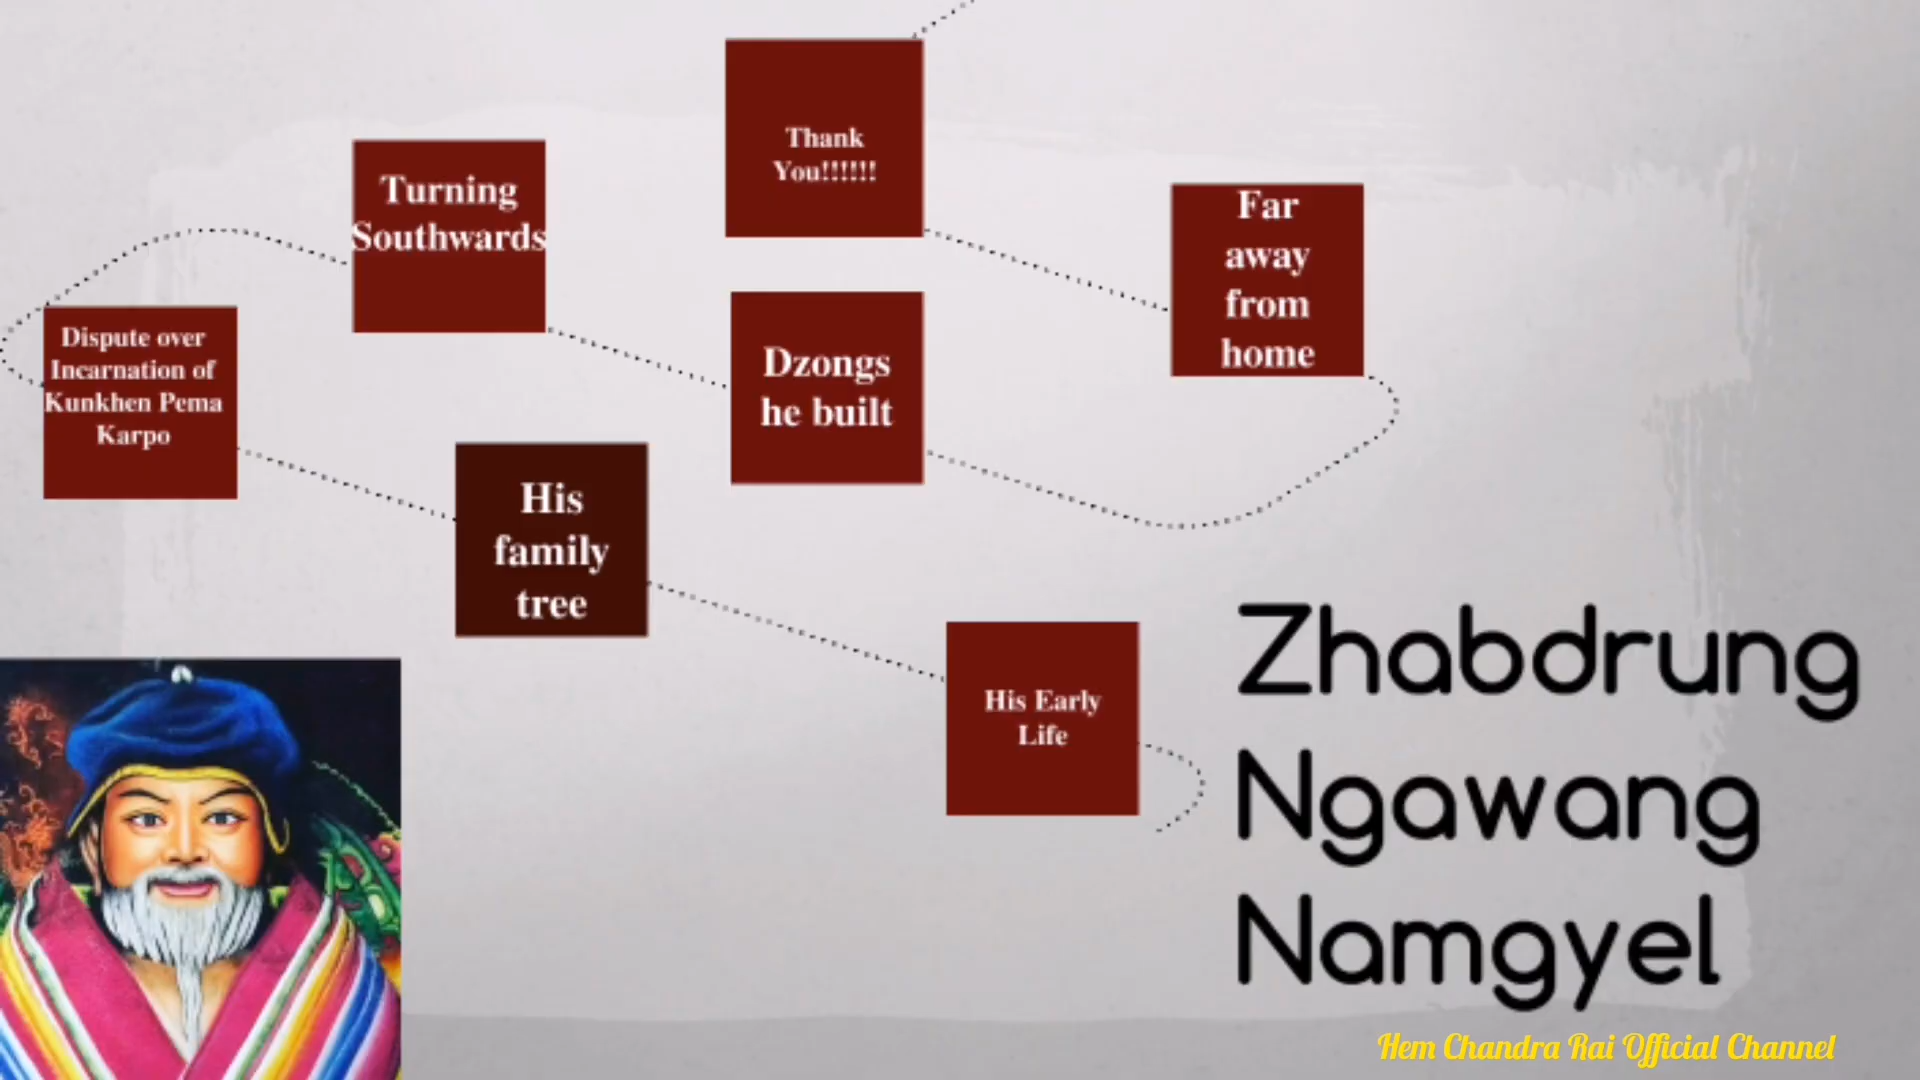 Thank
You!!!!!!
Turning
Southwards
Far
away
from
home
Dispute over
Incarnation of
Kunkhen Pema
Karpo
Dzongs
he built
His
family
tree
His Early
Life
Zhabdrung
Ngawang
Namgyel
Hem Chandra Rai Official Channel